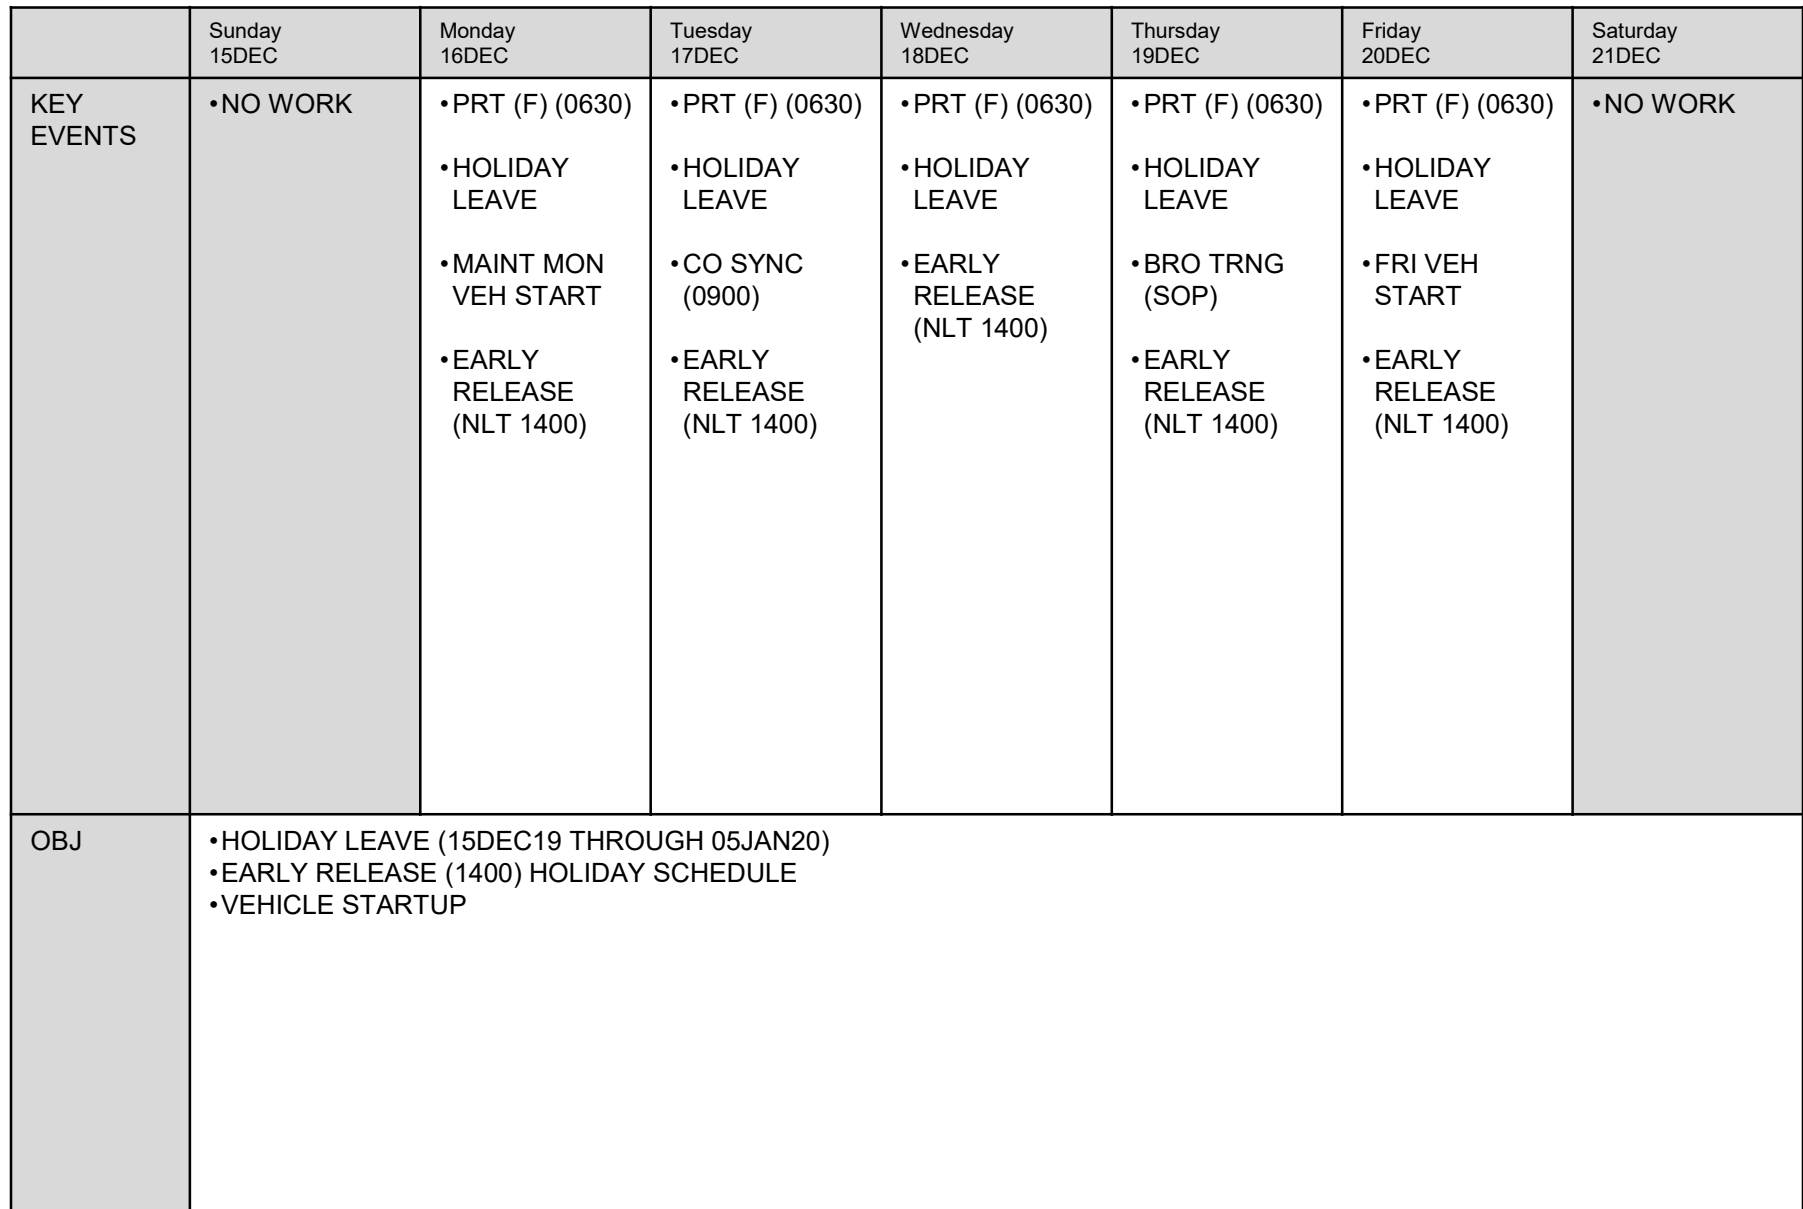 Sunday
15DEC
Monday
16DEC
Tuesday
17DEC
Wednesday
18DEC
Thursday
19DEC
Friday
20DEC
Saturday
21DEC
KEY
EVENTS
•NO WORK
•PRT (F) (0630)
•HOLIDAY
LEAVE
•MAINT MON
VEH START
•EARLY
RELEASE
(NLT 1400)
•PRT (F) (0630)
•HOLIDAY
LEAVE
•CO SYNC
(0900)
•EARLY
RELEASE
(NLT 1400)
•PRT (F) (0630)
•HOLIDAY
LEAVE
•EARLY
RELEASE
(NLT 1400)
•PRT (F) (0630)
•HOLIDAY
LEAVE
•BRO TRNG
(SOP)
•EARLY
RELEASE
(NLT 1400)
•PRT (F) (0630)
•HOLIDAY
LEAVE
•FRI VEH
START
•EARLY
RELEASE
(NLT 1400)
•NO WORK
OBJ
•HOLIDAY LEAVE (15DEC19 THROUGH 05JAN20)
•EARLY RELEASE (1400) HOLIDAY SCHEDULE
•VEHICLE STARTUP